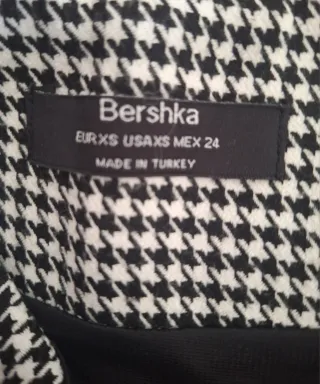 Bershka
EUR XS USA XS MEX 24
MADE IN TURKEY